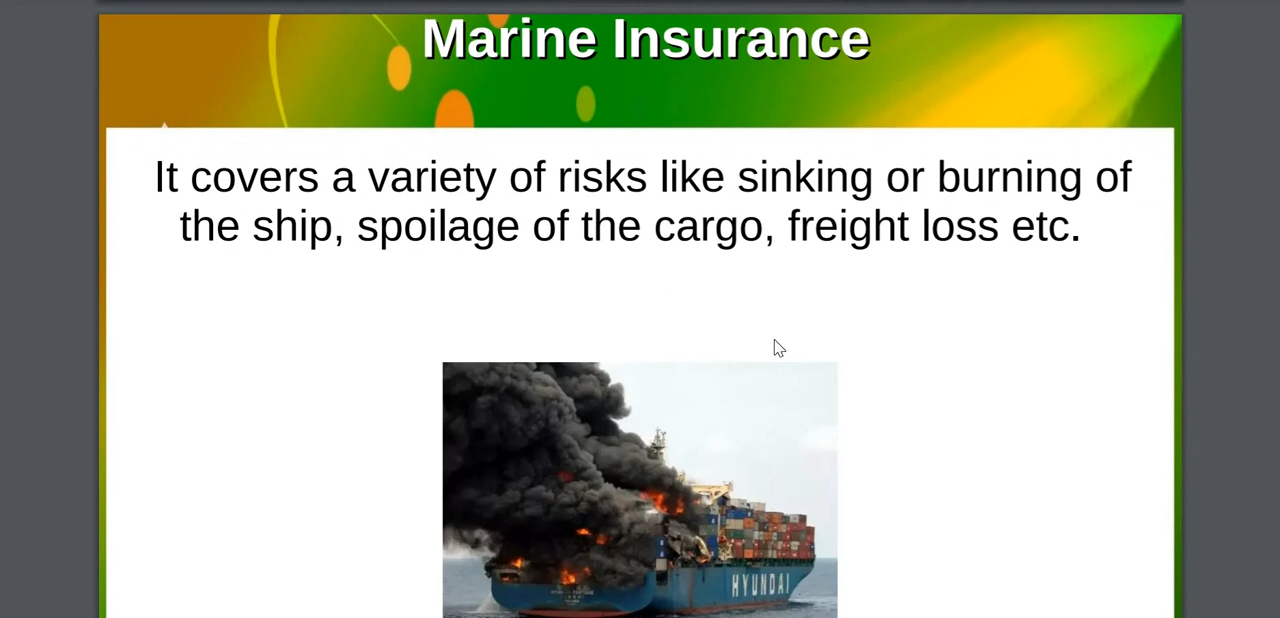 Marine Insurance
It covers a variety of risks like sinking or burning of
the ship, spoilage of the cargo, freight loss etc.
HYUNDAI